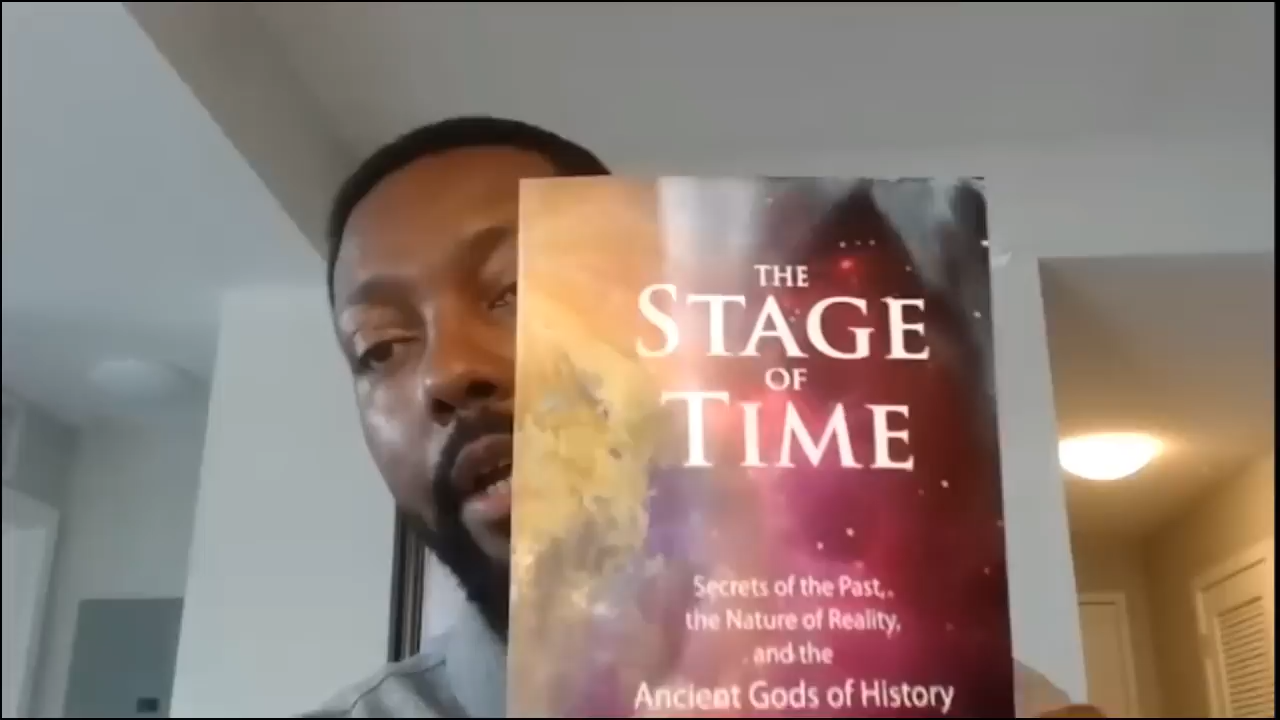 THE
STAGE
OF
TIME
Secrets of the Past,
the Nature of Reality,
and the
Ancient Gods of History